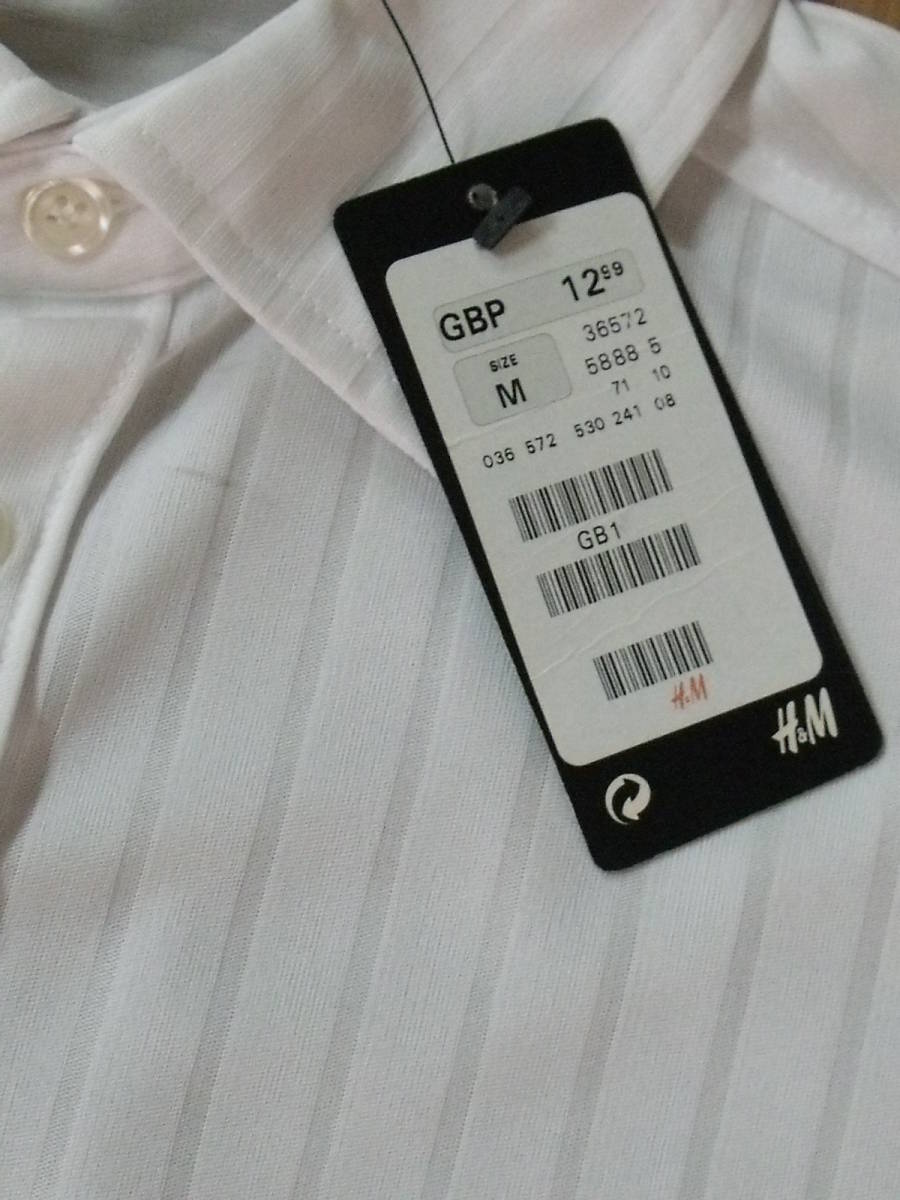 GBP 12⁹⁹
SIZE
M
36572
5888 5
71 10
036 572 530 241 08
GB1
H&M
H&M